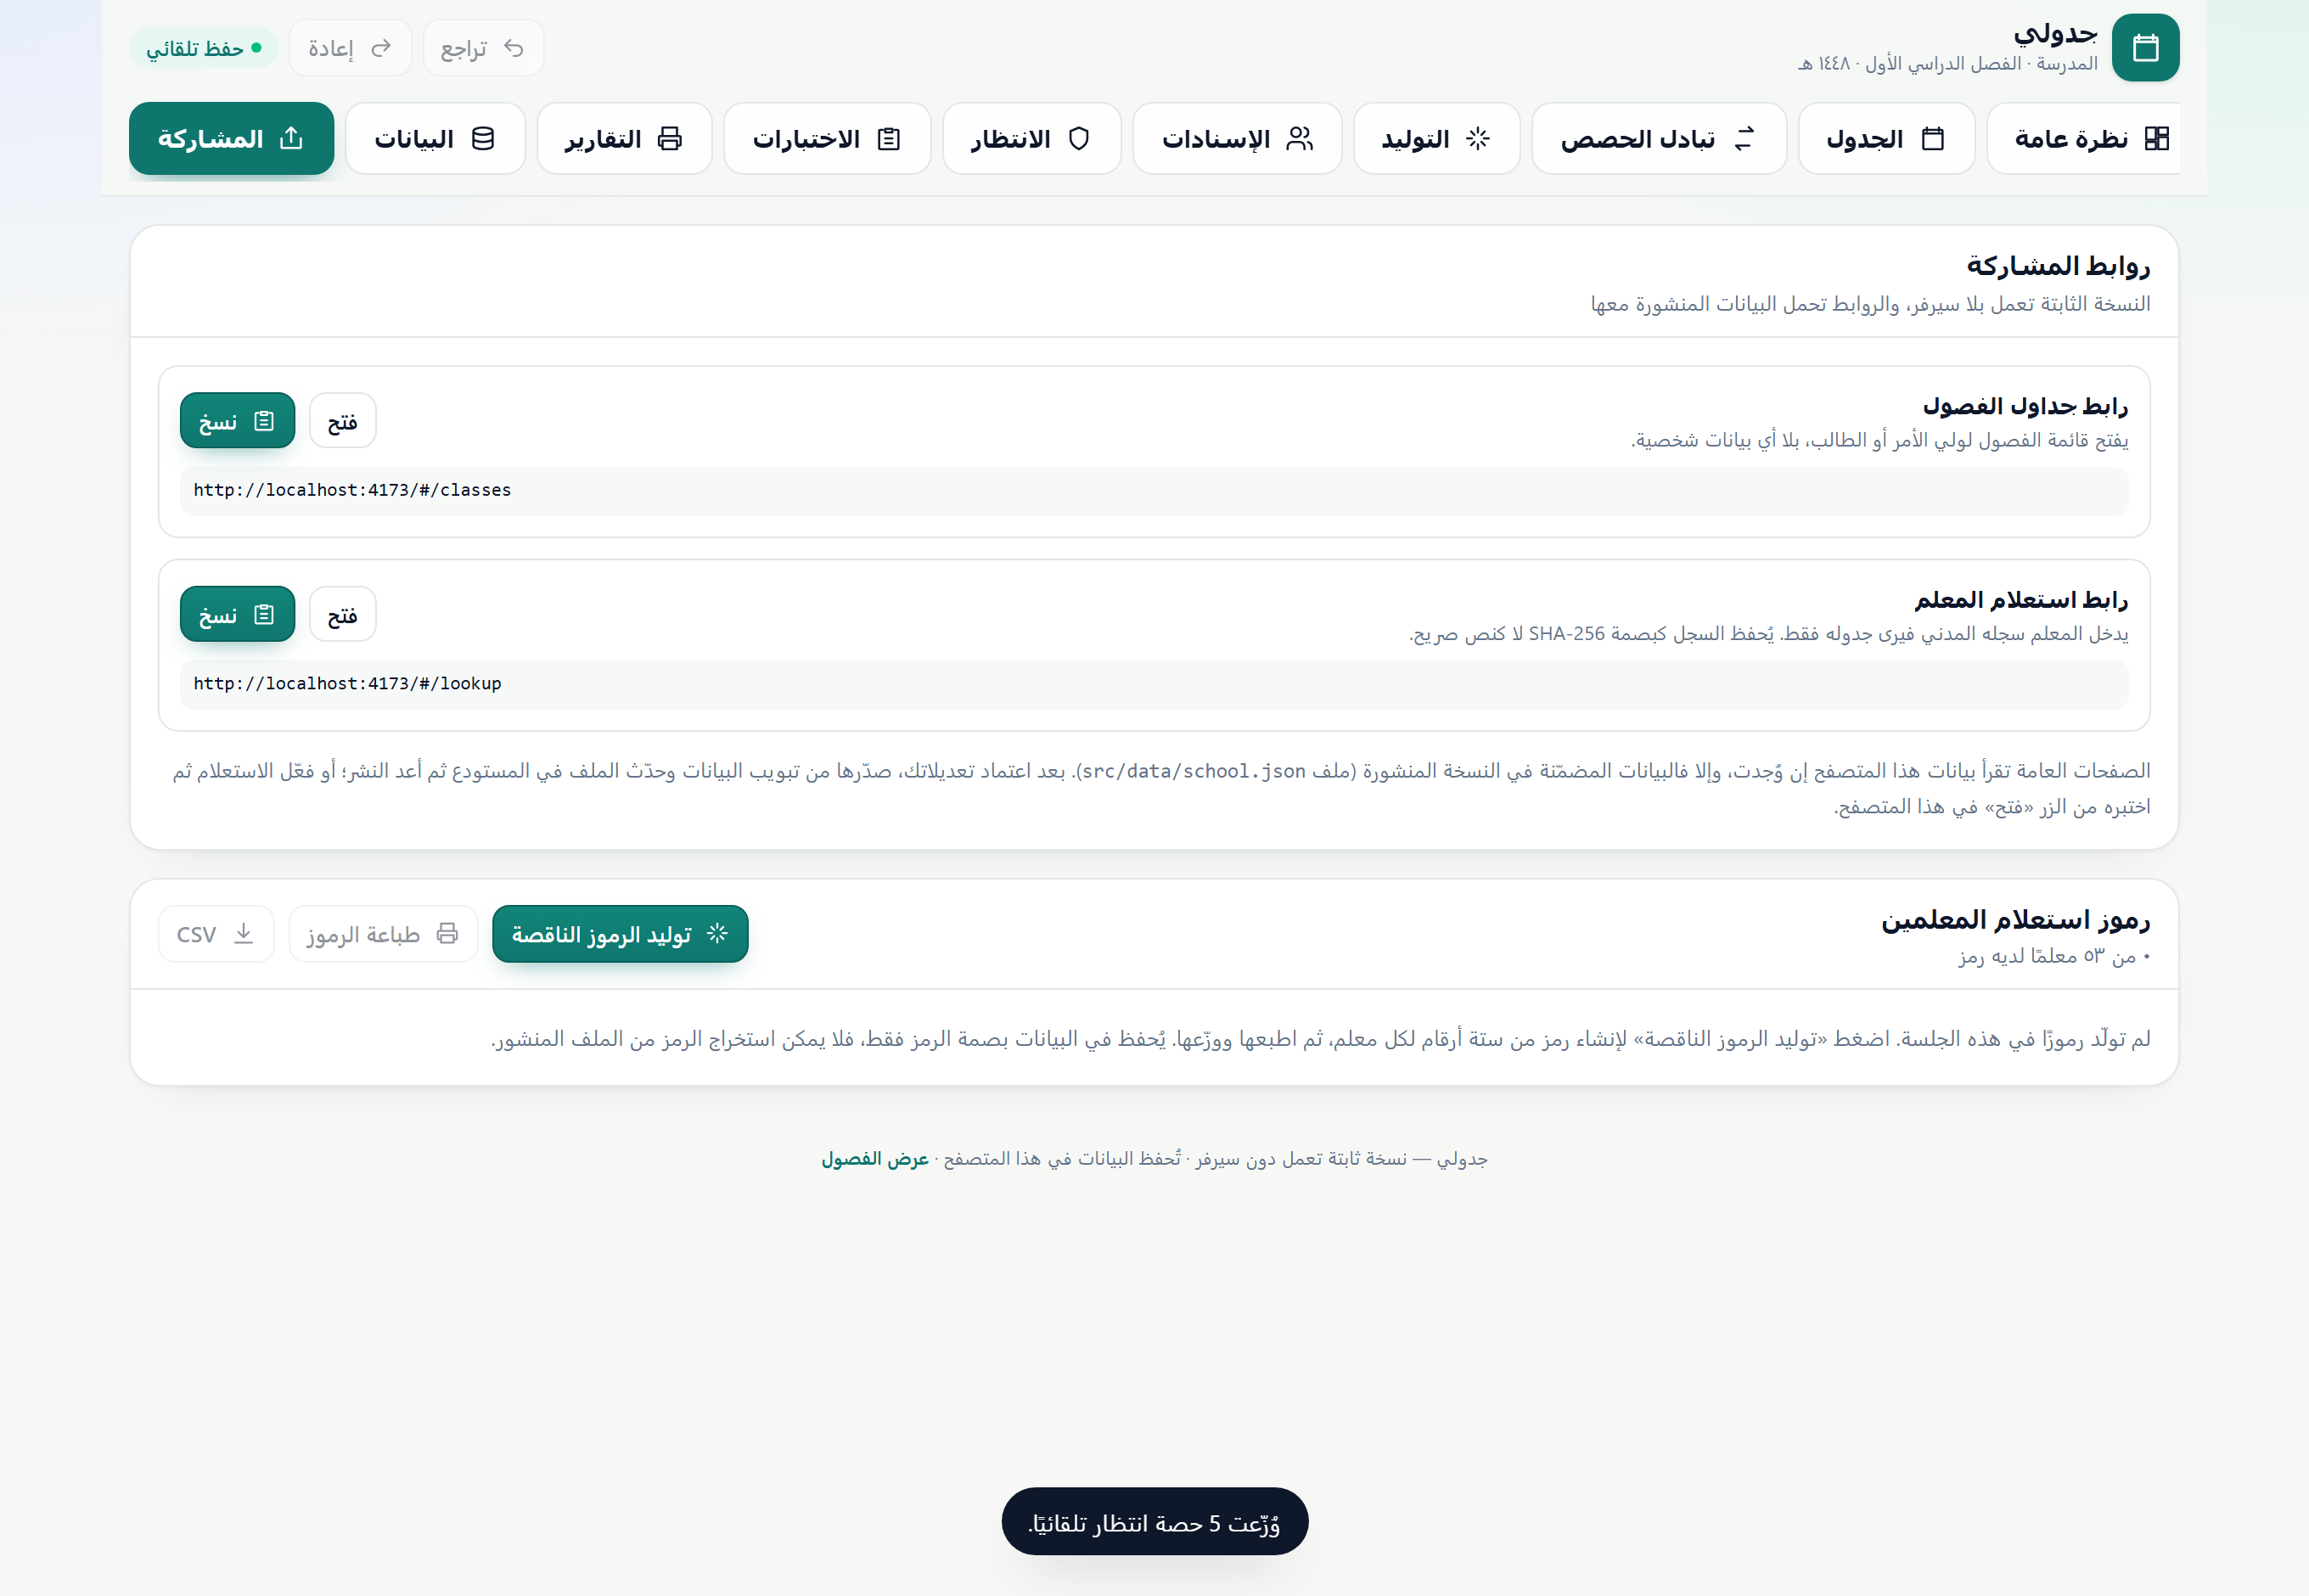 جدولي
المدرسة · الفصل الدراسي الأول · ١٤٤٨ هـ
تراجع
إعادة
حفظ تلقائي
نظرة عامة
الجدول
تبادل الحصص
التوليد
الإسنادات
الانتظار
الاختبارات
التقارير
البيانات
المشاركة
روابط المشاركة
النسخة الثابتة تعمل بلا سيرفر، والروابط تحمل البيانات المنشورة معها
رابط جداول الفصول
يفتح قائمة الفصول لولي الأمر أو الطالب، بلا أي بيانات شخصية.
فتح
نسخ
http://localhost:4173/#/classes
رابط استعلام المعلم
يدخل المعلم سجله المدني فيرى جدوله فقط. يُحفظ السجل كبصمة SHA-256 لا كنص صريح.
فتح
نسخ
http://localhost:4173/#/lookup
الصفحات العامة تقرأ بيانات هذا المتصفح إن وُجدت، وإلا فالبيانات المضمّنة في النسخة المنشورة (ملف src/data/school.json). بعد اعتماد تعديلاتك، صدّرها من تبويب البيانات وحدّث الملف في المستودع ثم أعد النشر؛ أو فعّل الاستعلام ثم
اختبره من الزر «فتح» في هذا المتصفح.
رموز استعلام المعلمين
٠ من ٥٣ معلمًا لديه رمز
توليد الرموز الناقصة
طباعة الرموز
CSV
لم تولّد رموزًا في هذه الجلسة. اضغط «توليد الرموز الناقصة» لإنشاء رمز من ستة أرقام لكل معلم، ثم اطبعها ووزّعها. يُحفظ في البيانات بصمة الرمز فقط، فلا يمكن استخراج الرمز من الملف المنشور.
جدولي — نسخة ثابتة تعمل دون سيرفر · تُحفظ البيانات في هذا المتصفح · عرض الفصول
وُزّعت 5 حصة انتظار تلقائيًا.